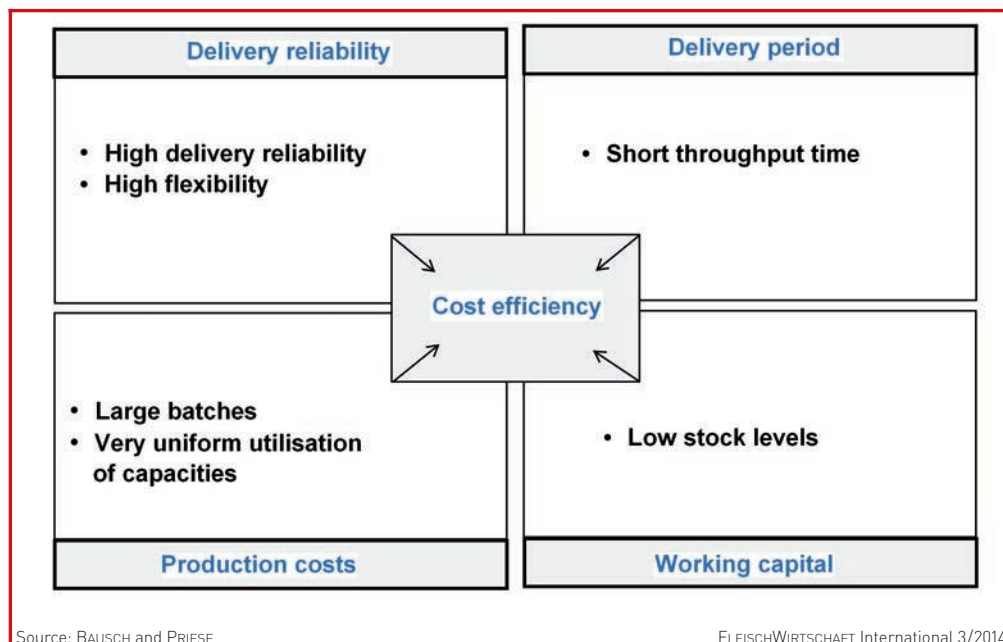 Delivery reliability
• High delivery reliability
• High flexibility
Delivery period
• Short throughput time
Cost efficiency
• Large batches
• Very uniform utilisation
of capacities
Production costs
• Low stock levels
Working capital
Source: BAUSCH and PRIESE
FLEISCHWIRTSCHAFT International 3/2014